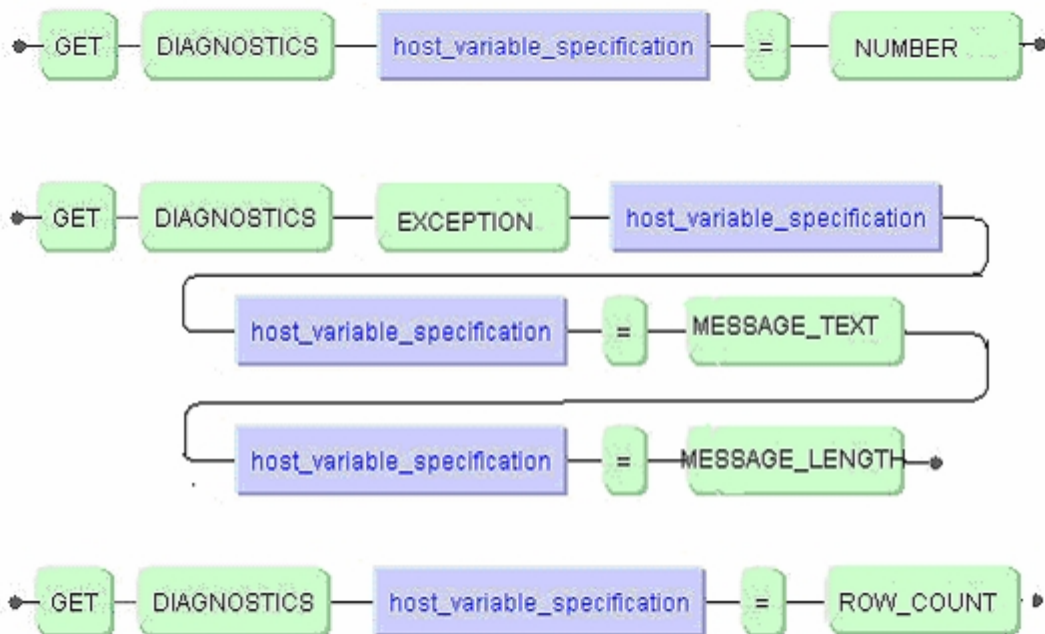 GET DIAGNOSTICS host_variable_specification = NUMBER
GET DIAGNOSTICS EXCEPTION host_variable_specification
host_variable_specification = MESSAGE_TEXT
host_variable_specification = MESSAGE_LENGTH
GET DIAGNOSTICS host_variable_specification = ROW_COUNT